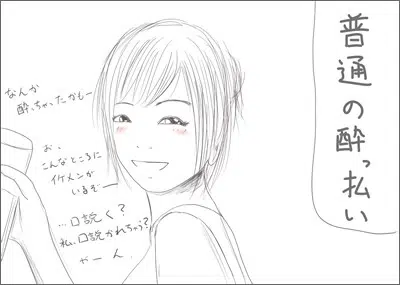 普通の酔っ払い
なんか
酔っちゃったかもー
お。
こんなところに
イケメンが
いるぞー
…口説く?
私、口説かれちゃう?
やーん